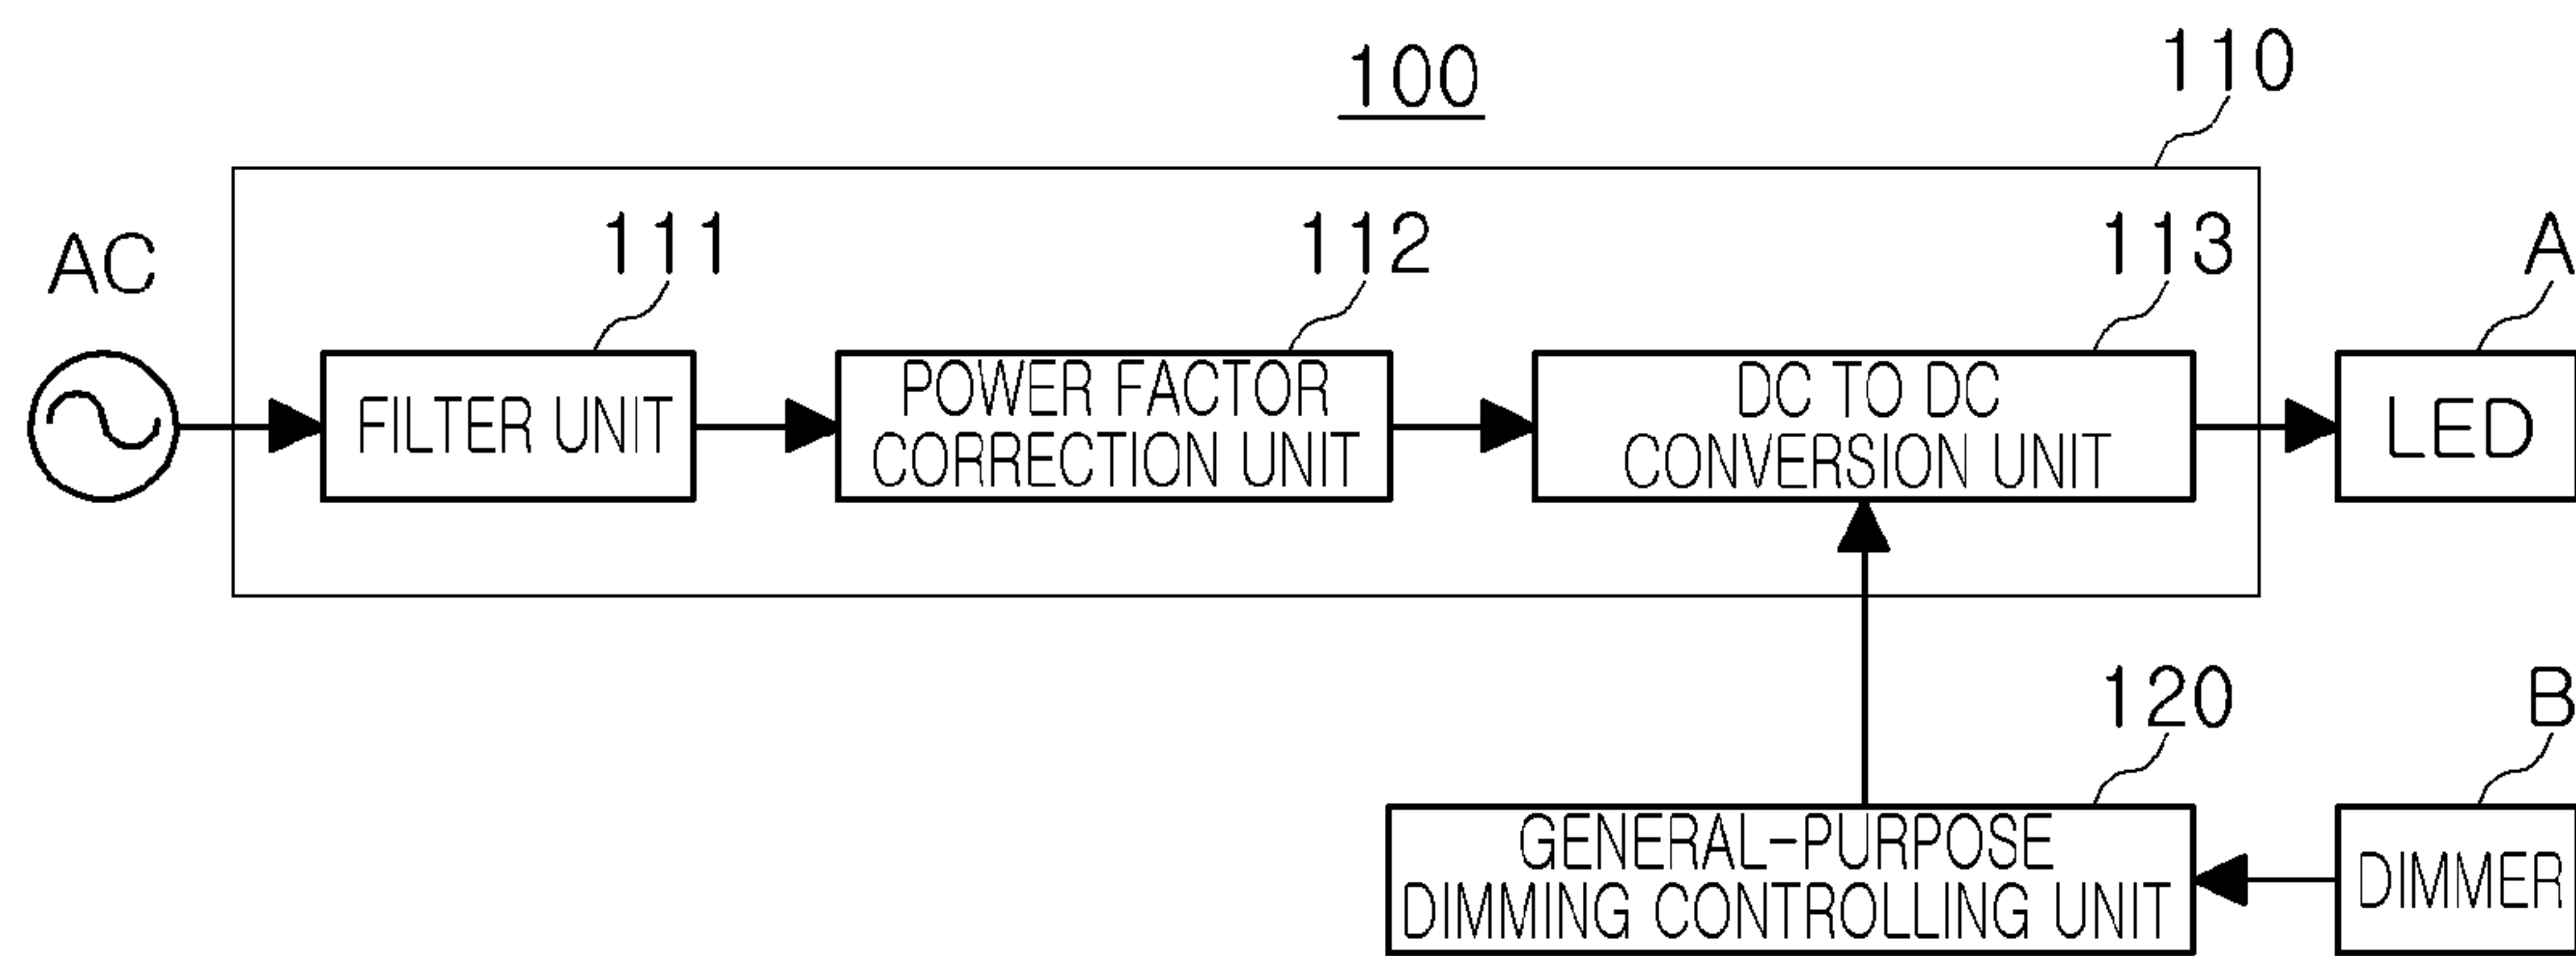 100
110
AC
111
112
113
A
FILTER UNIT
POWER FACTOR
CORRECTION UNIT
DC TO DC
CONVERSION UNIT
LED
120
B
GENERAL-PURPOSE
DIMMING CONTROLLING UNIT
DIMMER